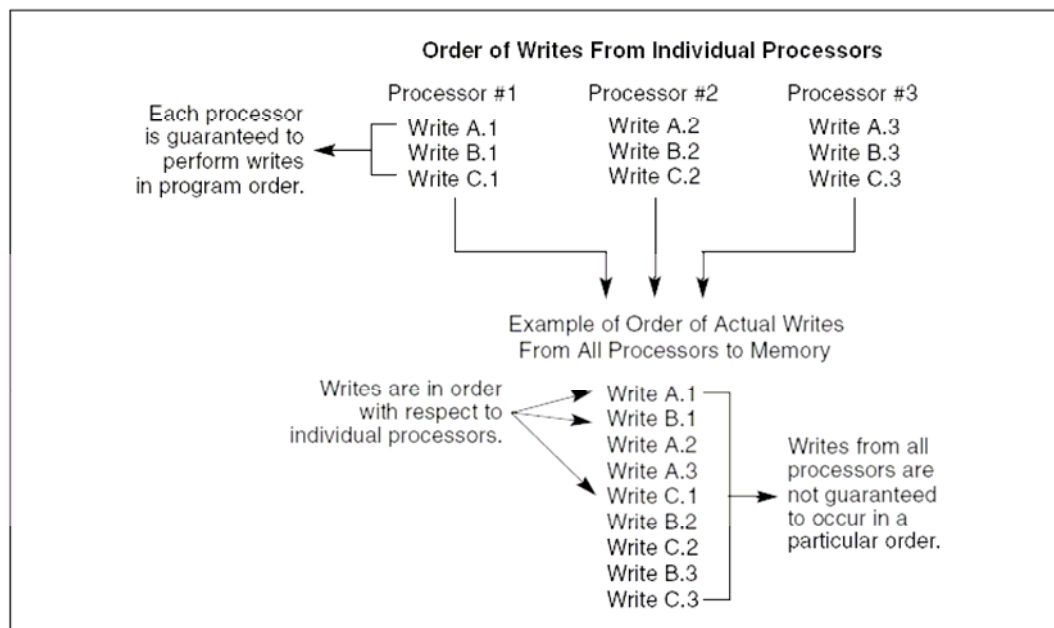 Order of Writes From Individual Processors
Each processor
is guaranteed to
perform writes
in program order.
Processor #1
Write A.1
Write B.1
Write C.1
Processor #2
Write A.2
Write B.2
Write C.2
Processor #3
Write A.3
Write B.3
Write C.3
Example of Order of Actual Writes
From All Processors to Memory
Writes are in order
with respect to
individual processors.
Write A.1
Write B.1
Write A.2
Write A.3
Write C.1
Write B.2
Write C.2
Write B.3
Write C.3
Writes from all
processors are
not guaranteed
to occur in a
particular order.